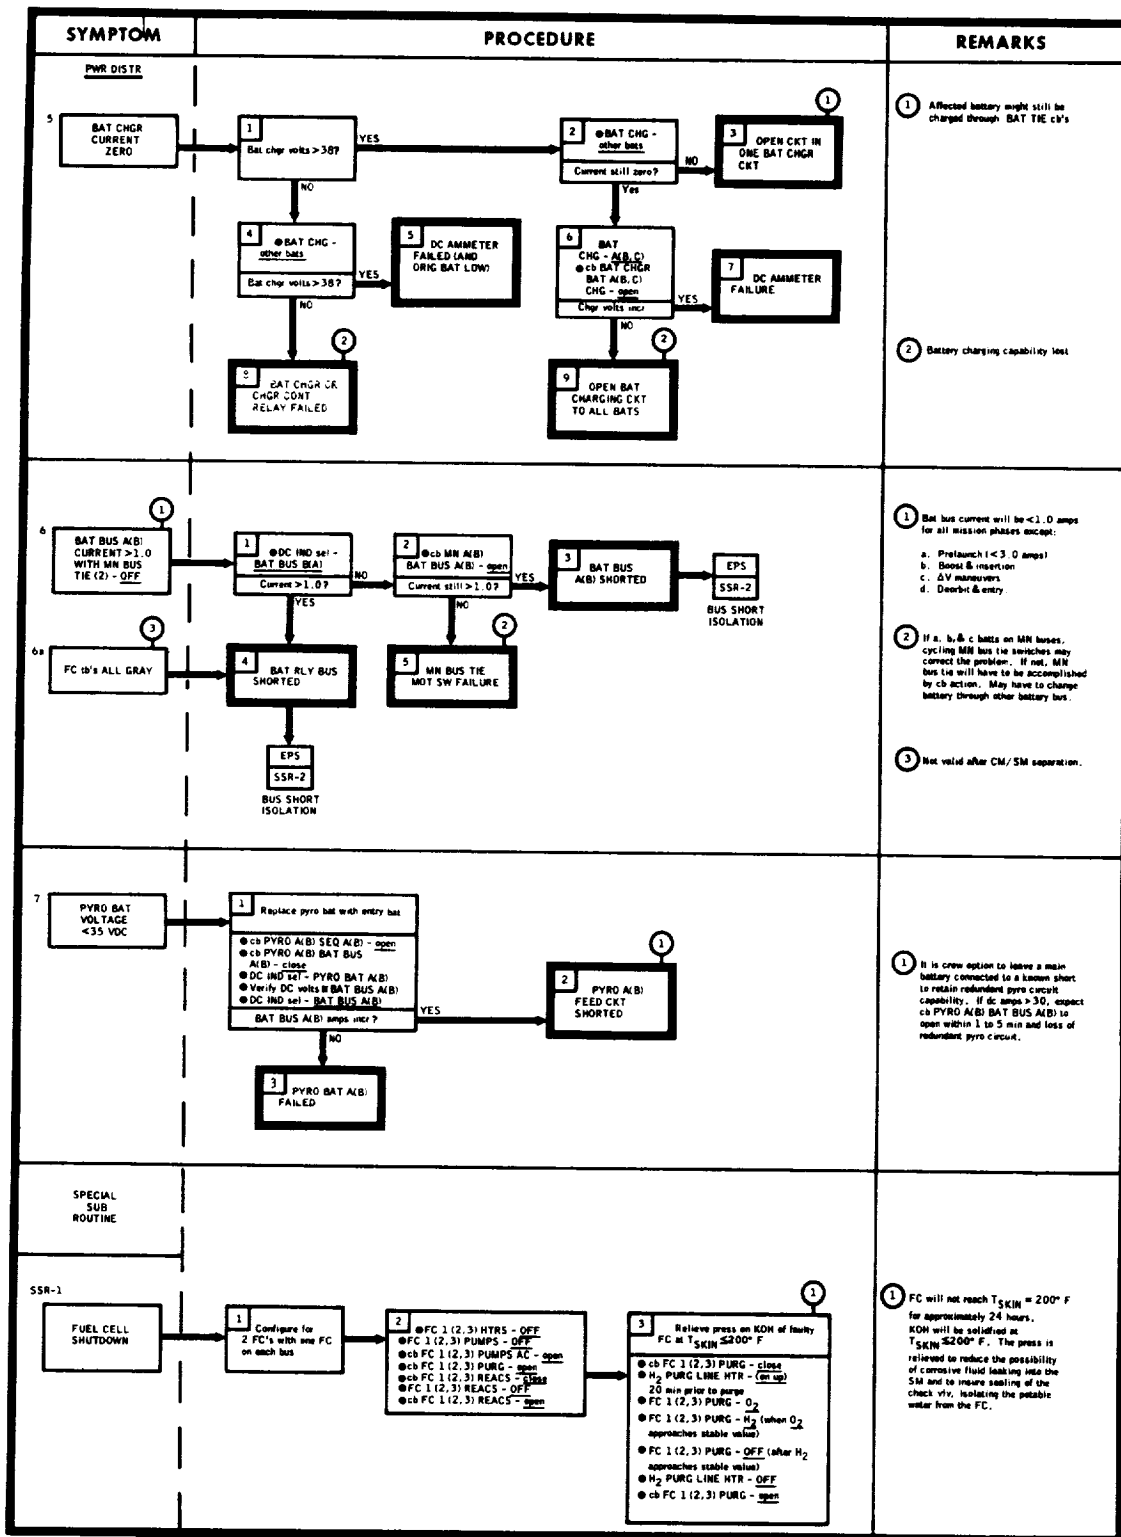 SYMPTOM
PROCEDURE
REMARKS
PWR DISTR
5
BAT CHGR
CURRENT
ZERO
1
Bat chgr volts >38?
YES
NO
2
● BAT CHG -
other bats
Current still zero?
NO
Yes
1
3
OPEN CKT IN
ONE BAT CHGR
CKT
4
● BAT CHG -
other bats
Bat chgr volts >38?
YES
NO
5
DC AMMETER
FAILED (AND
ORIG BAT LOW)
6
BAT
CHG - A(B,C)
● cb BAT CHGR
BAT A(B,C)
CHG - open
Chgr volts incr
YES
NO
7
DC AMMETER
FAILURE
2
8
BAT CHGR OR
CHGR CONT
RELAY FAILED
2
9
OPEN BAT
CHARGING CKT
TO ALL BATS
1 Affected battery might still be
charged through BAT TIE cb's
2 Battery charging capability lost
6
1
BAT BUS A(B)
CURRENT >1.0
WITH MN BUS
TIE (2) - OFF
1
● DC IND sel -
BAT BUS B(A)
Current >1.0?
NO
YES
2
● cb MN A(B)
BAT BUS A(B) - open
Current still >1.0?
YES
NO
3
BAT BUS
A(B) SHORTED
EPS
SSR-2
BUS SHORT
ISOLATION
6a
3
FC tb's ALL GRAY
4
BAT RLY BUS
SHORTED
2
5
MN BUS TIE
MOT SW FAILURE
EPS
SSR-2
BUS SHORT
ISOLATION
1 Bat bus current will be <1.0 amps
for all mission phases except:
a. Prelaunch (<3.0 amps)
b. Boost & insertion
c. ΔV maneuvers
d. Deorbit & entry
2 If a, b, & c batts on MN buses,
cycling MN bus tie switches may
correct the problem. If not, MN
bus tie will have to be accomplished
by cb action. May have to change
battery through other battery bus.
3 Not valid after CM/SM separation.
7
PYRO BAT
VOLTAGE
<35 VDC
1
Replace pyro bat with entry bat
● cb PYRO A(B) SEQ A(B) - open
● cb PYRO A(B) BAT BUS
A(B) - close
● DC IND sel - PYRO BAT A(B)
● Verify DC volts ≅ BAT BUS A(B)
● DC IND sel - BAT BUS A(B)
BAT BUS A(B) amps incr?
YES
NO
1
2
PYRO A(B)
FEED CKT
SHORTED
3
PYRO BAT A(B)
FAILED
1 It is crew option to leave a main
battery connected to a known short
to retain redundant pyro circuit
capability. If dc amps >30, expect
cb PYRO A(B) BAT BUS A(B) to
open within 1 to 5 min and loss of
redundant pyro circuit.
SPECIAL
SUB
ROUTINE
SSR-1
FUEL CELL
SHUTDOWN
1
Configure for
2 FC's with one FC
on each bus
2
● FC 1 (2,3) HTRS - OFF
● FC 1 (2,3) PUMPS - OFF
● cb FC 1 (2,3) PUMPS AC - open
● cb FC 1 (2,3) PURG - open
● cb FC 1 (2,3) REACS - close
● FC 1 (2,3) REACS - OFF
● cb FC 1 (2,3) REACS - open
1
3
Relieve press on KOH of faulty
FC at TSKIN ≤200° F
● cb FC 1 (2,3) PURG - close
● H2 PURG LINE HTR - (on up)
20 min prior to purge
● FC 1 (2,3) PURG - O2
● FC 1 (2,3) PURG - H2 (when O2
approaches stable value)
● FC 1 (2,3) PURG - OFF (after H2
approaches stable value)
● H2 PURG LINE HTR - OFF
● cb FC 1 (2,3) PURG - open
1 FC will not reach TSKIN = 200° F
for approximately 24 hours.
KOH will be solidified at
TSKIN ≤200° F. The press is
relieved to reduce the possibility
of corrosive fluid leaking into the
SM and to insure sealing of the
check vlv, isolating the potable
water from the FC.